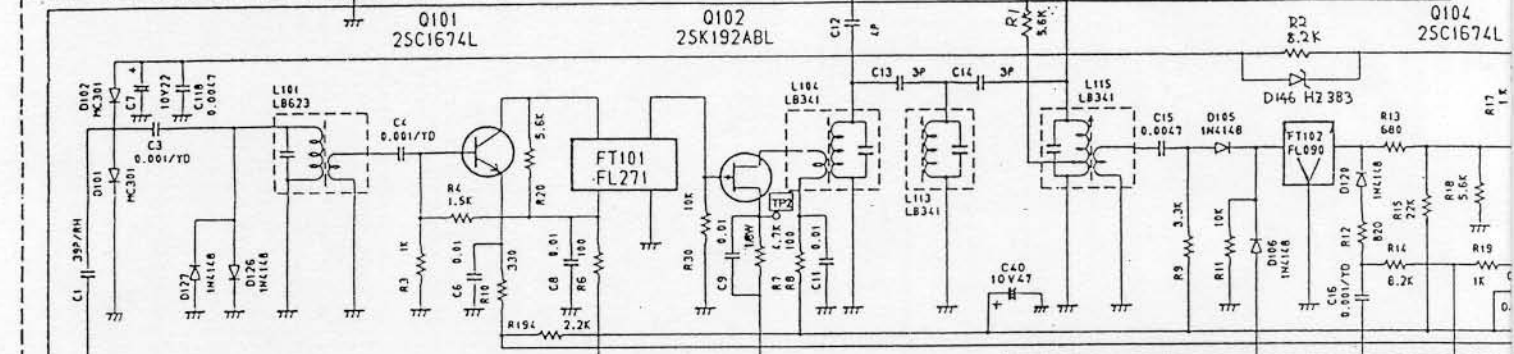 Q101
2SC1674L
Q102
2SK192ABL
C12
R1
5.6K
R2
8.2K
Q104
2SC1674L
D102
MC301
C7
+
10V22
C118
0.0047
L101
LB623
C13
3P
C14
3P
D146 HZ383
R17
1K
C3
0.001/YD
C4
0.001/YD
5.6K
R20
FT101
FL271
L104
LB341
L113
LB341
L115
LB341
C15
0.0047
D105
1N4148
FT102
FL090
R13
680
D101
MC301
R4
1.5K
10K
R30
TP2
D129
1N4148
R15
22K
R18
5.6K
39P/RH
C1
D127
1N4148
D126
1N4148
1K
R3
0.01
C6
R10
330
0.01
C8
100
R6
0.01
C9
4.7K
R7
100
R8
0.01
C11
C40
10V47
+
3.3K
R9
10K
R11
D106
1N4148
R12
820
R14
8.2K
R19
1K
C16
0.001/YD
R194
2.2K